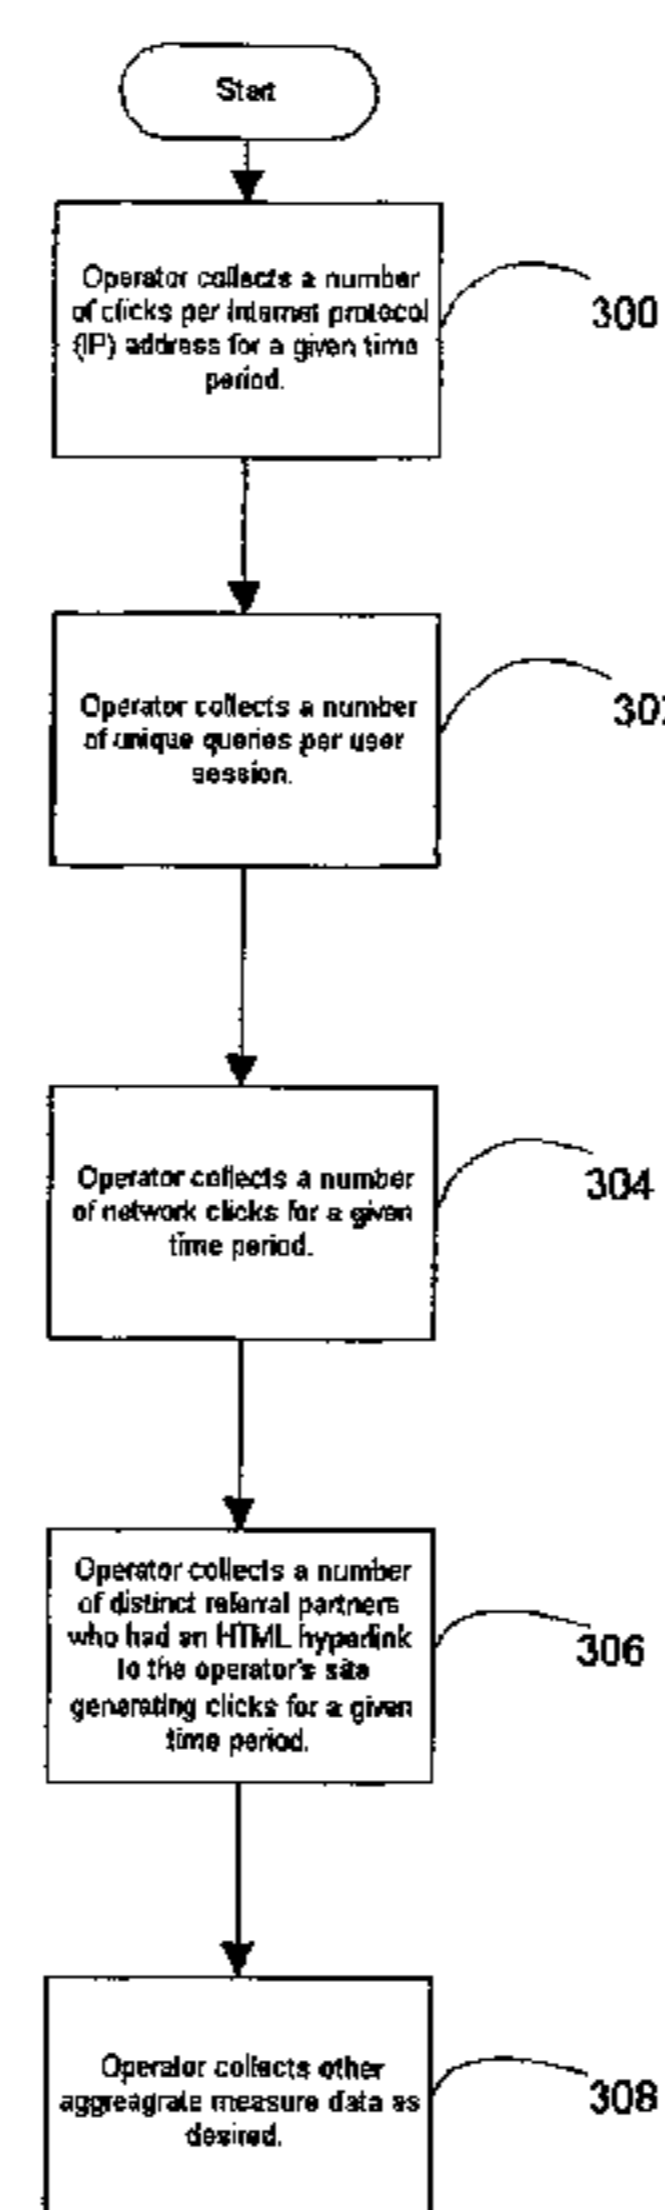 Start
Operator collects a number
of clicks per internet protocol
(IP) address for a given time
period.
300
Operator collects a number
of unique queries per user
session.
302
Operator collects a number
of network clicks for a given
time period.
304
Operator collects a number
of distinct referral partners
who had an HTML hyperlink
to the operator's site
generating clicks for a given
time period.
306
Operator collects other
aggreagrate measure data as
desired.
308